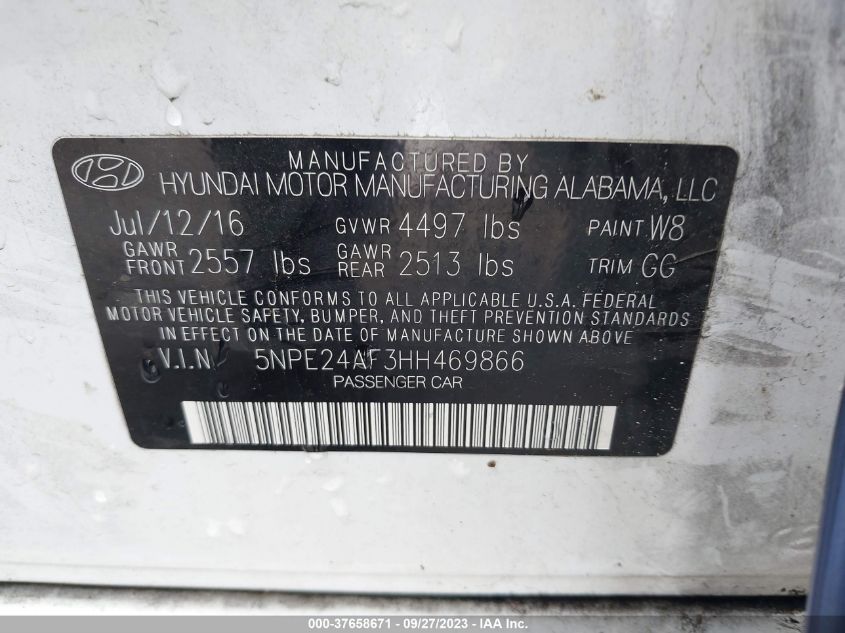 MANUFACTURED BY
HYUNDAI MOTOR MANUFACTURING ALABAMA, LLC
Jul/12/16 GVWR 4497 lbs PAINT W8
GAWR FRONT 2557 lbs GAWR REAR 2513 lbs TRIM GG
THIS VEHICLE CONFORMS TO ALL APPLICABLE U.S.A. FEDERAL
MOTOR VEHICLE SAFETY, BUMPER, AND THEFT PREVENTION STANDARDS
IN EFFECT ON THE DATE OF MANUFACTURE SHOWN ABOVE
V.I.N 5NPE24AF3HH469866
PASSENGER CAR
000-37658671 - 09/27/2023 - IAA Inc.